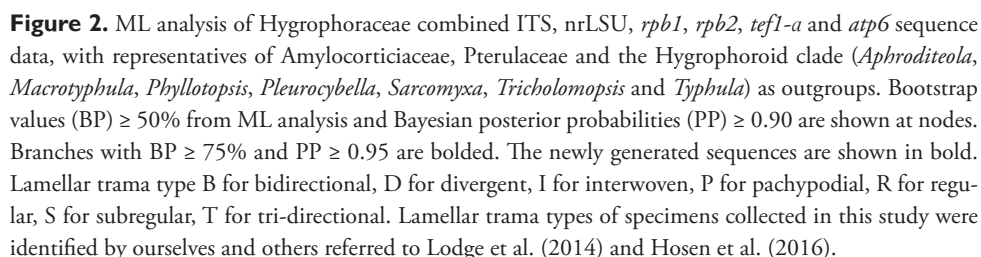 Figure 2. ML analysis of Hygrophoraceae combined ITS, nrLSU, rpb1, rpb2, tef1-a and atp6 sequence
data, with representatives of Amylocorticiaceae, Pterulaceae and the Hygrophoroid clade (Aphroditeola,
Macrotyphula, Phyllotopsis, Pleurocybella, Sarcomyxa, Tricholomopsis and Typhula) as outgroups. Bootstrap
values (BP) ≥ 50% from ML analysis and Bayesian posterior probabilities (PP) ≥ 0.90 are shown at nodes.
Branches with BP ≥ 75% and PP ≥ 0.95 are bolded. The newly generated sequences are shown in bold.
Lamellar trama type B for bidirectional, D for divergent, I for interwoven, P for pachypodial, R for regu-
lar, S for subregular, T for tri-directional. Lamellar trama types of specimens collected in this study were
identified by ourselves and others referred to Lodge et al. (2014) and Hosen et al. (2016).